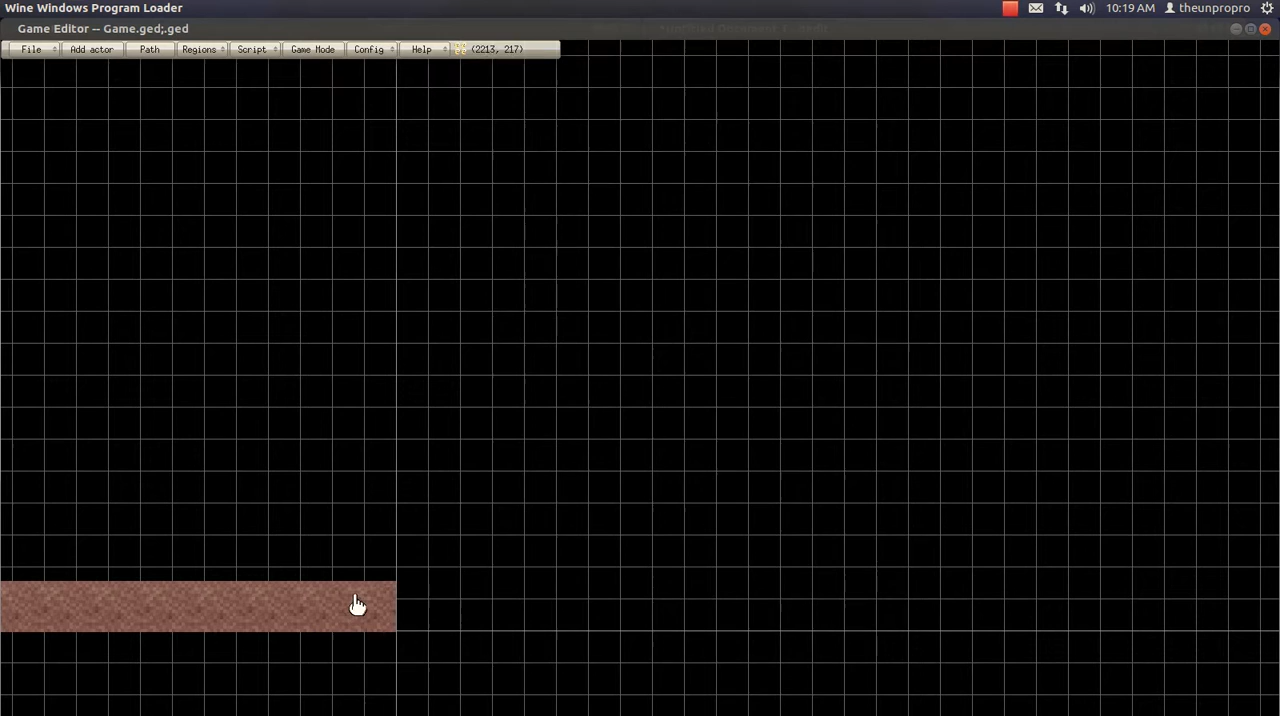 Wine Windows Program Loader
10:19 AM theunpropro
Game Editor -- Game.ged;.ged
File Add actor Path Regions Script Game Mode Config Help (2213, 217)